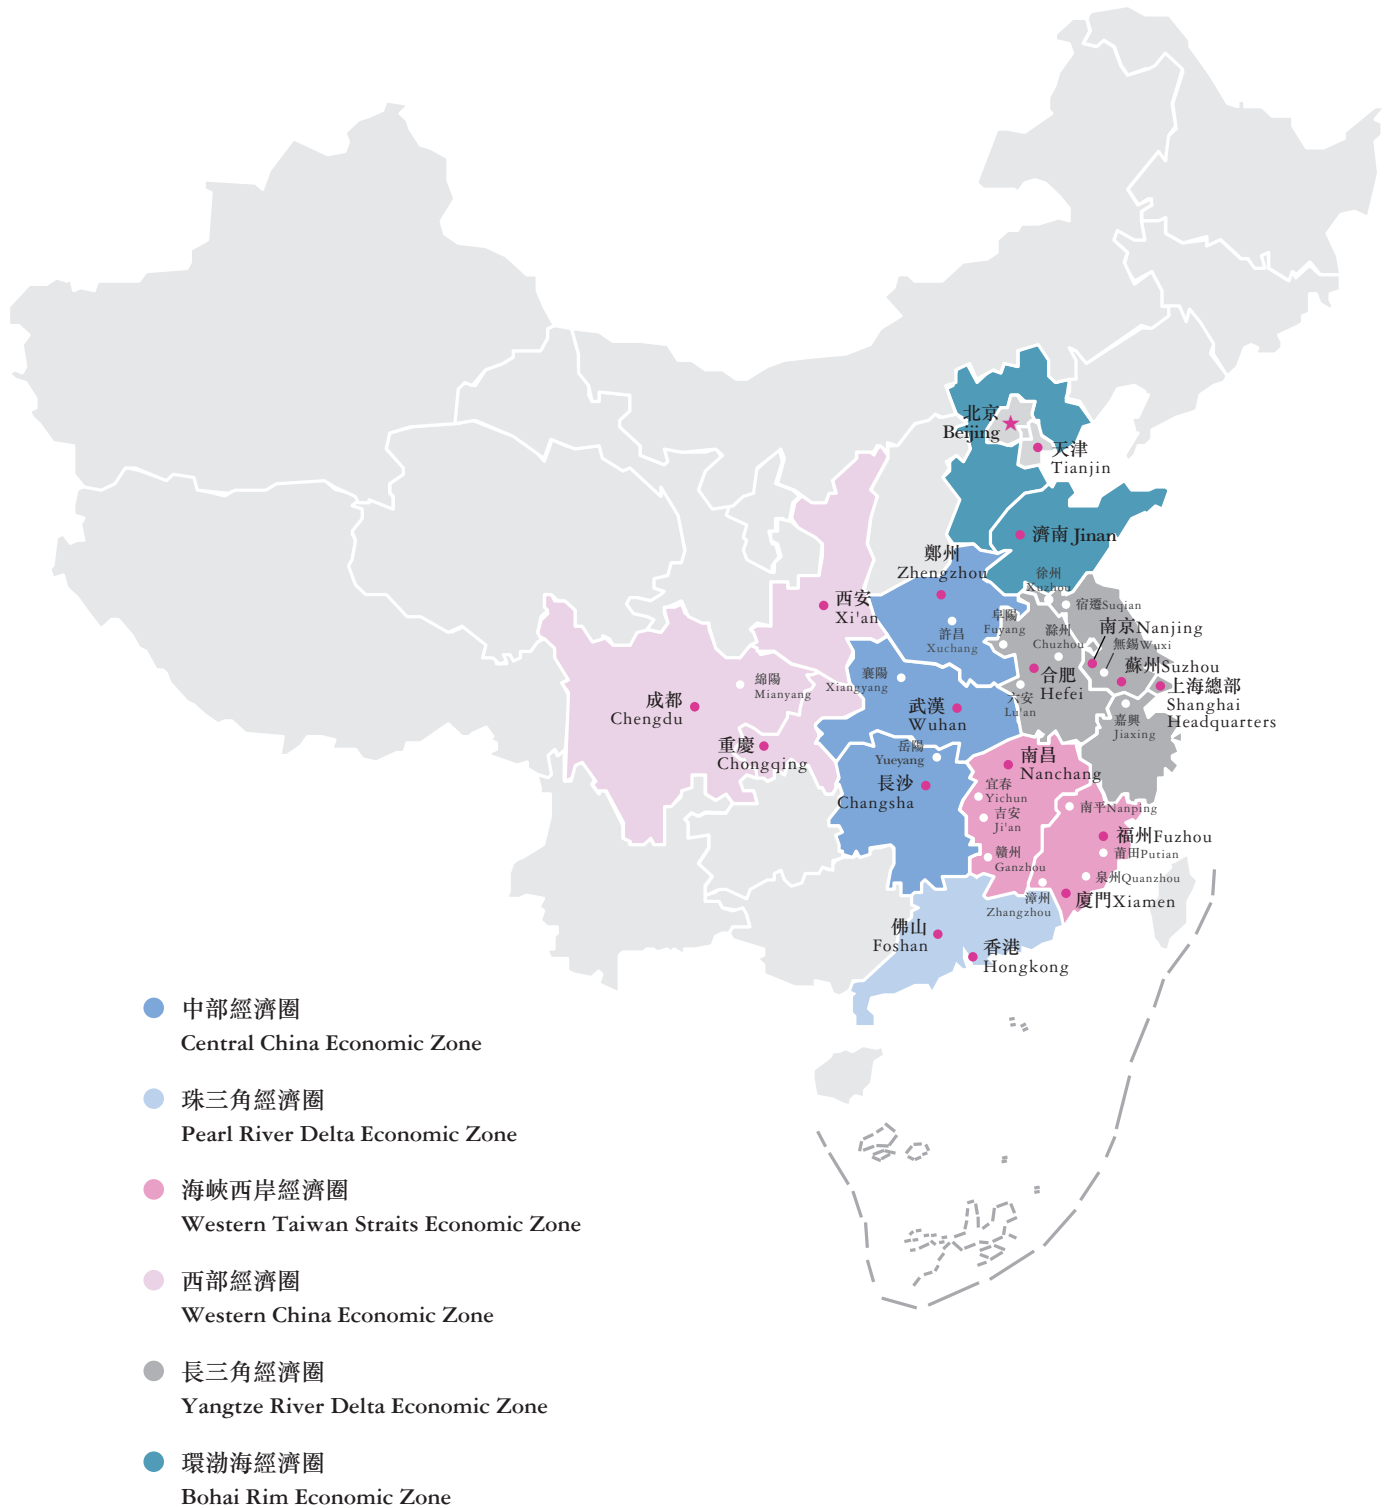 北京
Beijing
天津
Tianjin
濟南 Jinan
鄭州
Zhengzhou
徐州
Xuzhou
宿遷Suqian
西安
Xi'an
許昌
Xuchang
阜陽
Fuyang
滁州
Chuzhou
南京Nanjing
無錫Wuxi
蘇州Suzhou
上海總部
Shanghai
Headquarters
合肥
Hefei
六安
Lu'an
嘉興
Jiaxing
襄陽
Xiangyang
綿陽
Mianyang
成都
Chengdu
武漢
Wuhan
重慶
Chongqing
岳陽
Yueyang
長沙
Changsha
南昌
Nanchang
宜春
Yichun
吉安
Ji'an
南平Nanping
福州Fuzhou
莆田Putian
贛州
Ganzhou
泉州Quanzhou
漳州
Zhangzhou
廈門Xiamen
佛山
Foshan
香港
Hongkong
中部經濟圈
Central China Economic Zone
珠三角經濟圈
Pearl River Delta Economic Zone
海峽西岸經濟圈
Western Taiwan Straits Economic Zone
西部經濟圈
Western China Economic Zone
長三角經濟圈
Yangtze River Delta Economic Zone
環渤海經濟圈
Bohai Rim Economic Zone